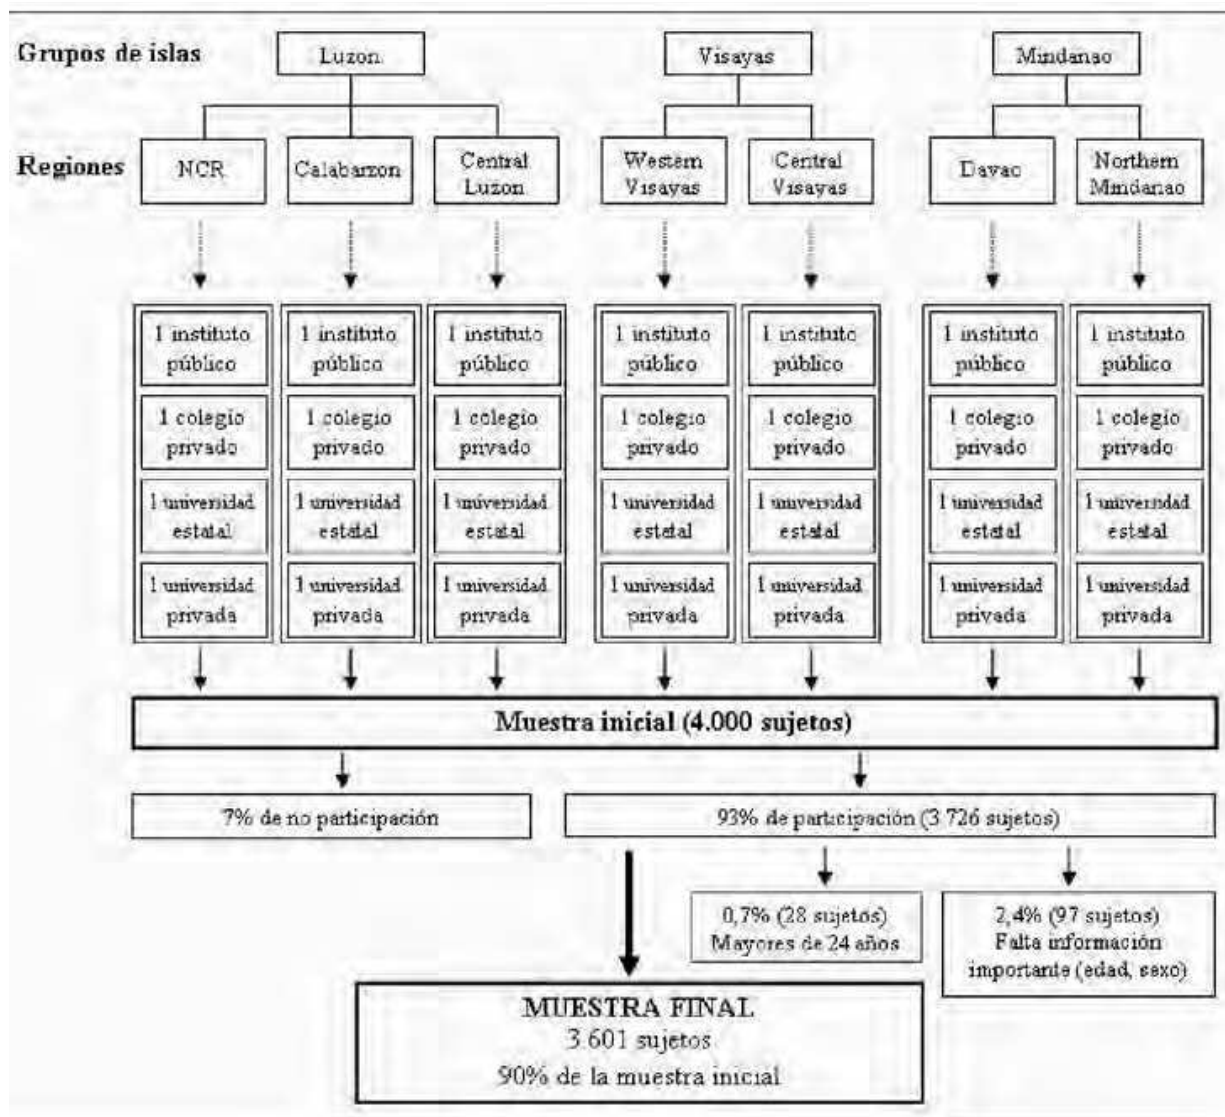 Grupos de islas
Luzon
Visayas
Mindanao
Regiones
NCR
Calabarzon
Central
Luzon
Western
Visayas
Central
Visayas
Davao
Northern
Mindanao
1 instituto
público
1 instituto
público
1 instituto
público
1 instituto
público
1 instituto
público
1 instituto
público
1 instituto
público
1 colegio
privado
1 colegio
privado
1 colegio
privado
1 colegio
privado
1 colegio
privado
1 colegio
privado
1 colegio
privado
1 universidad
estatal
1 universidad
estatal
1 universidad
estatal
1 universidad
estatal
1 universidad
estatal
1 universidad
estatal
1 universidad
estatal
1 universidad
privada
1 universidad
privada
1 universidad
privada
1 universidad
privada
1 universidad
privada
1 universidad
privada
1 universidad
privada
Muestra inicial (4.000 sujetos)
7% de no participación
93% de participación (3.726 sujetos)
0,7% (28 sujetos)
Mayores de 24 años
2,4% (97 sujetos)
Falta información
importante (edad, sexo)
MUESTRA FINAL
3.601 sujetos
90% de la muestra inicial